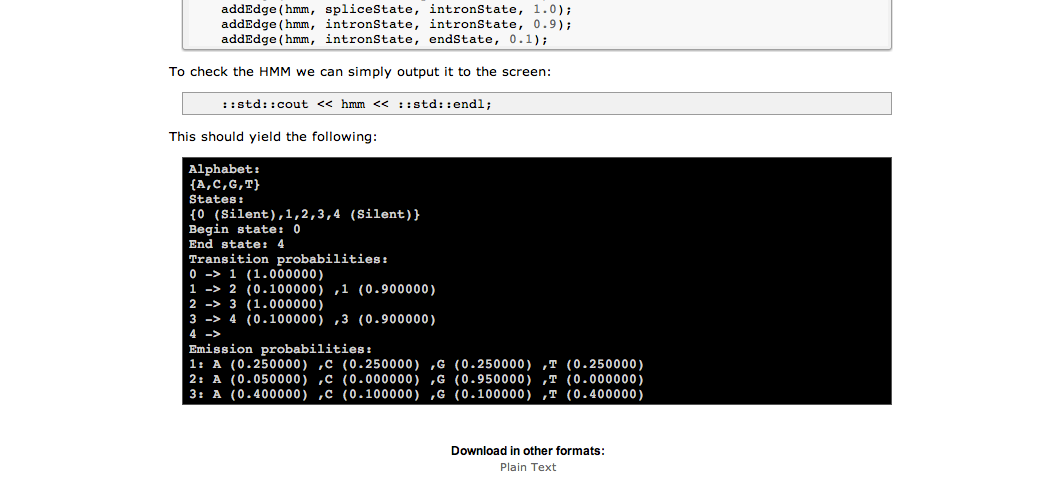 addEdge(hmm, spliceState, intronState, 1.0);
addEdge(hmm, intronState, intronState, 0.9);
addEdge(hmm, intronState, endState, 0.1);
To check the HMM we can simply output it to the screen:
::std::cout << hmm << ::std::endl;
This should yield the following:
Alphabet:
{A,C,G,T}
States:
{0 (Silent),1,2,3,4 (Silent)}
Begin state: 0
End state: 4
Transition probabilities:
0 -> 1 (1.000000)
1 -> 2 (0.100000) ,1 (0.900000)
2 -> 3 (1.000000)
3 -> 4 (0.100000) ,3 (0.900000)
4 ->
Emission probabilities:
1: A (0.250000) ,C (0.250000) ,G (0.250000) ,T (0.250000)
2: A (0.050000) ,C (0.000000) ,G (0.950000) ,T (0.000000)
3: A (0.400000) ,C (0.100000) ,G (0.100000) ,T (0.400000)
Download in other formats:
Plain Text